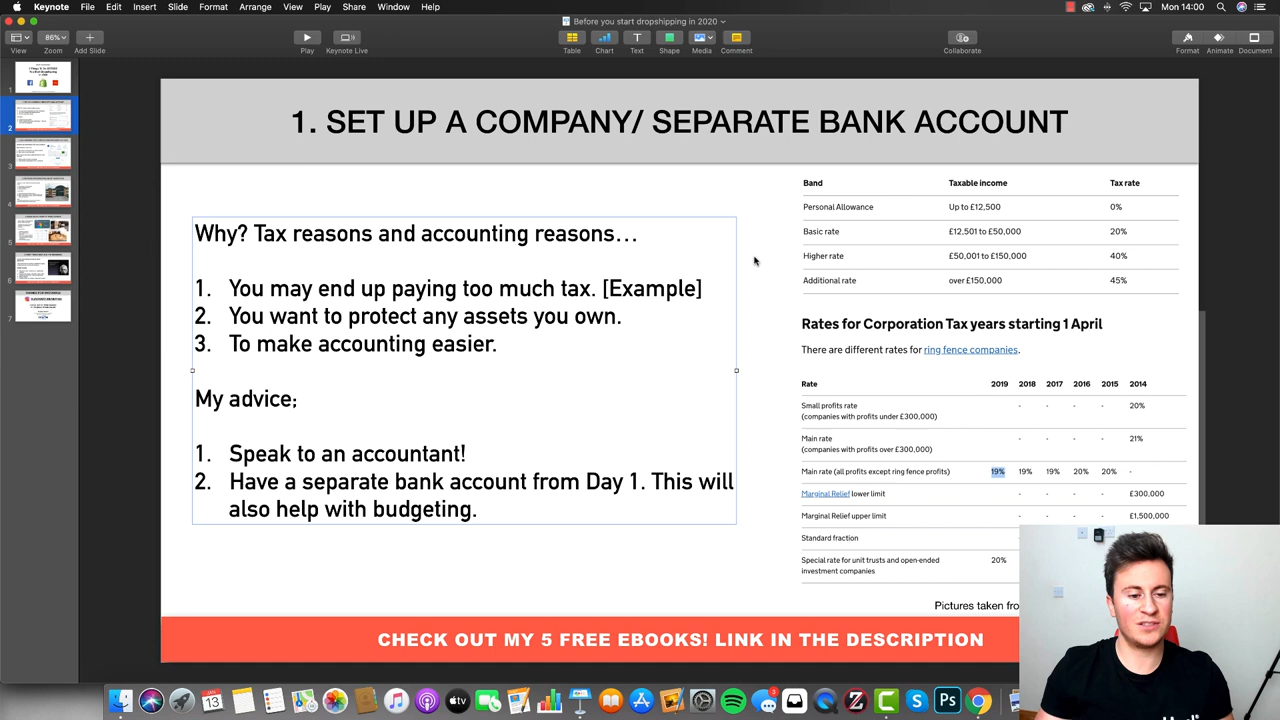 Keynote File Edit Insert Slide Format Arrange View Play Share Window Help
Mon 14:00
Before you start dropshipping in 2020
86%
View Zoom Add Slide Play Keynote Live Table Chart Text Shape Media Comment Collaborate Format Animate Document
1
2
3
4
5
6
7
. SET UP A COMPANY/ SEPARATE BANK ACCOUNT
Why? Tax reasons and accounting reasons...
1. You may end up paying too much tax. [Example]
2. You want to protect any assets you own.
3. To make accounting easier.
My advice;
1. Speak to an accountant!
2. Have a separate bank account from Day 1. This will
also help with budgeting.
Band Taxable income Tax rate
Personal Allowance Up to £12,500 0%
Basic rate £12,501 to £50,000 20%
Higher rate £50,001 to £150,000 40%
Additional rate over £150,000 45%
Rates for Corporation Tax years starting 1 April
There are different rates for ring fence companies.
Rate 2019 2018 2017 2016 2015 2014
Small profits rate
(companies with profits under £300,000) - - - - 20%
Main rate
(companies with profits over £300,000) - - - - 21%
Main rate (all profits except ring fence profits) 19% 19% 19% 20% 20% -
Marginal Relief lower limit - - - - £300,000
Marginal Relief upper limit - - - - £1,500,000
Standard fraction
Special rate for unit trusts and open-ended
investment companies 20%
Pictures taken fro
CHECK OUT MY 5 FREE EBOOKS! LINK IN THE DESCRIPTION
JAN
13
3